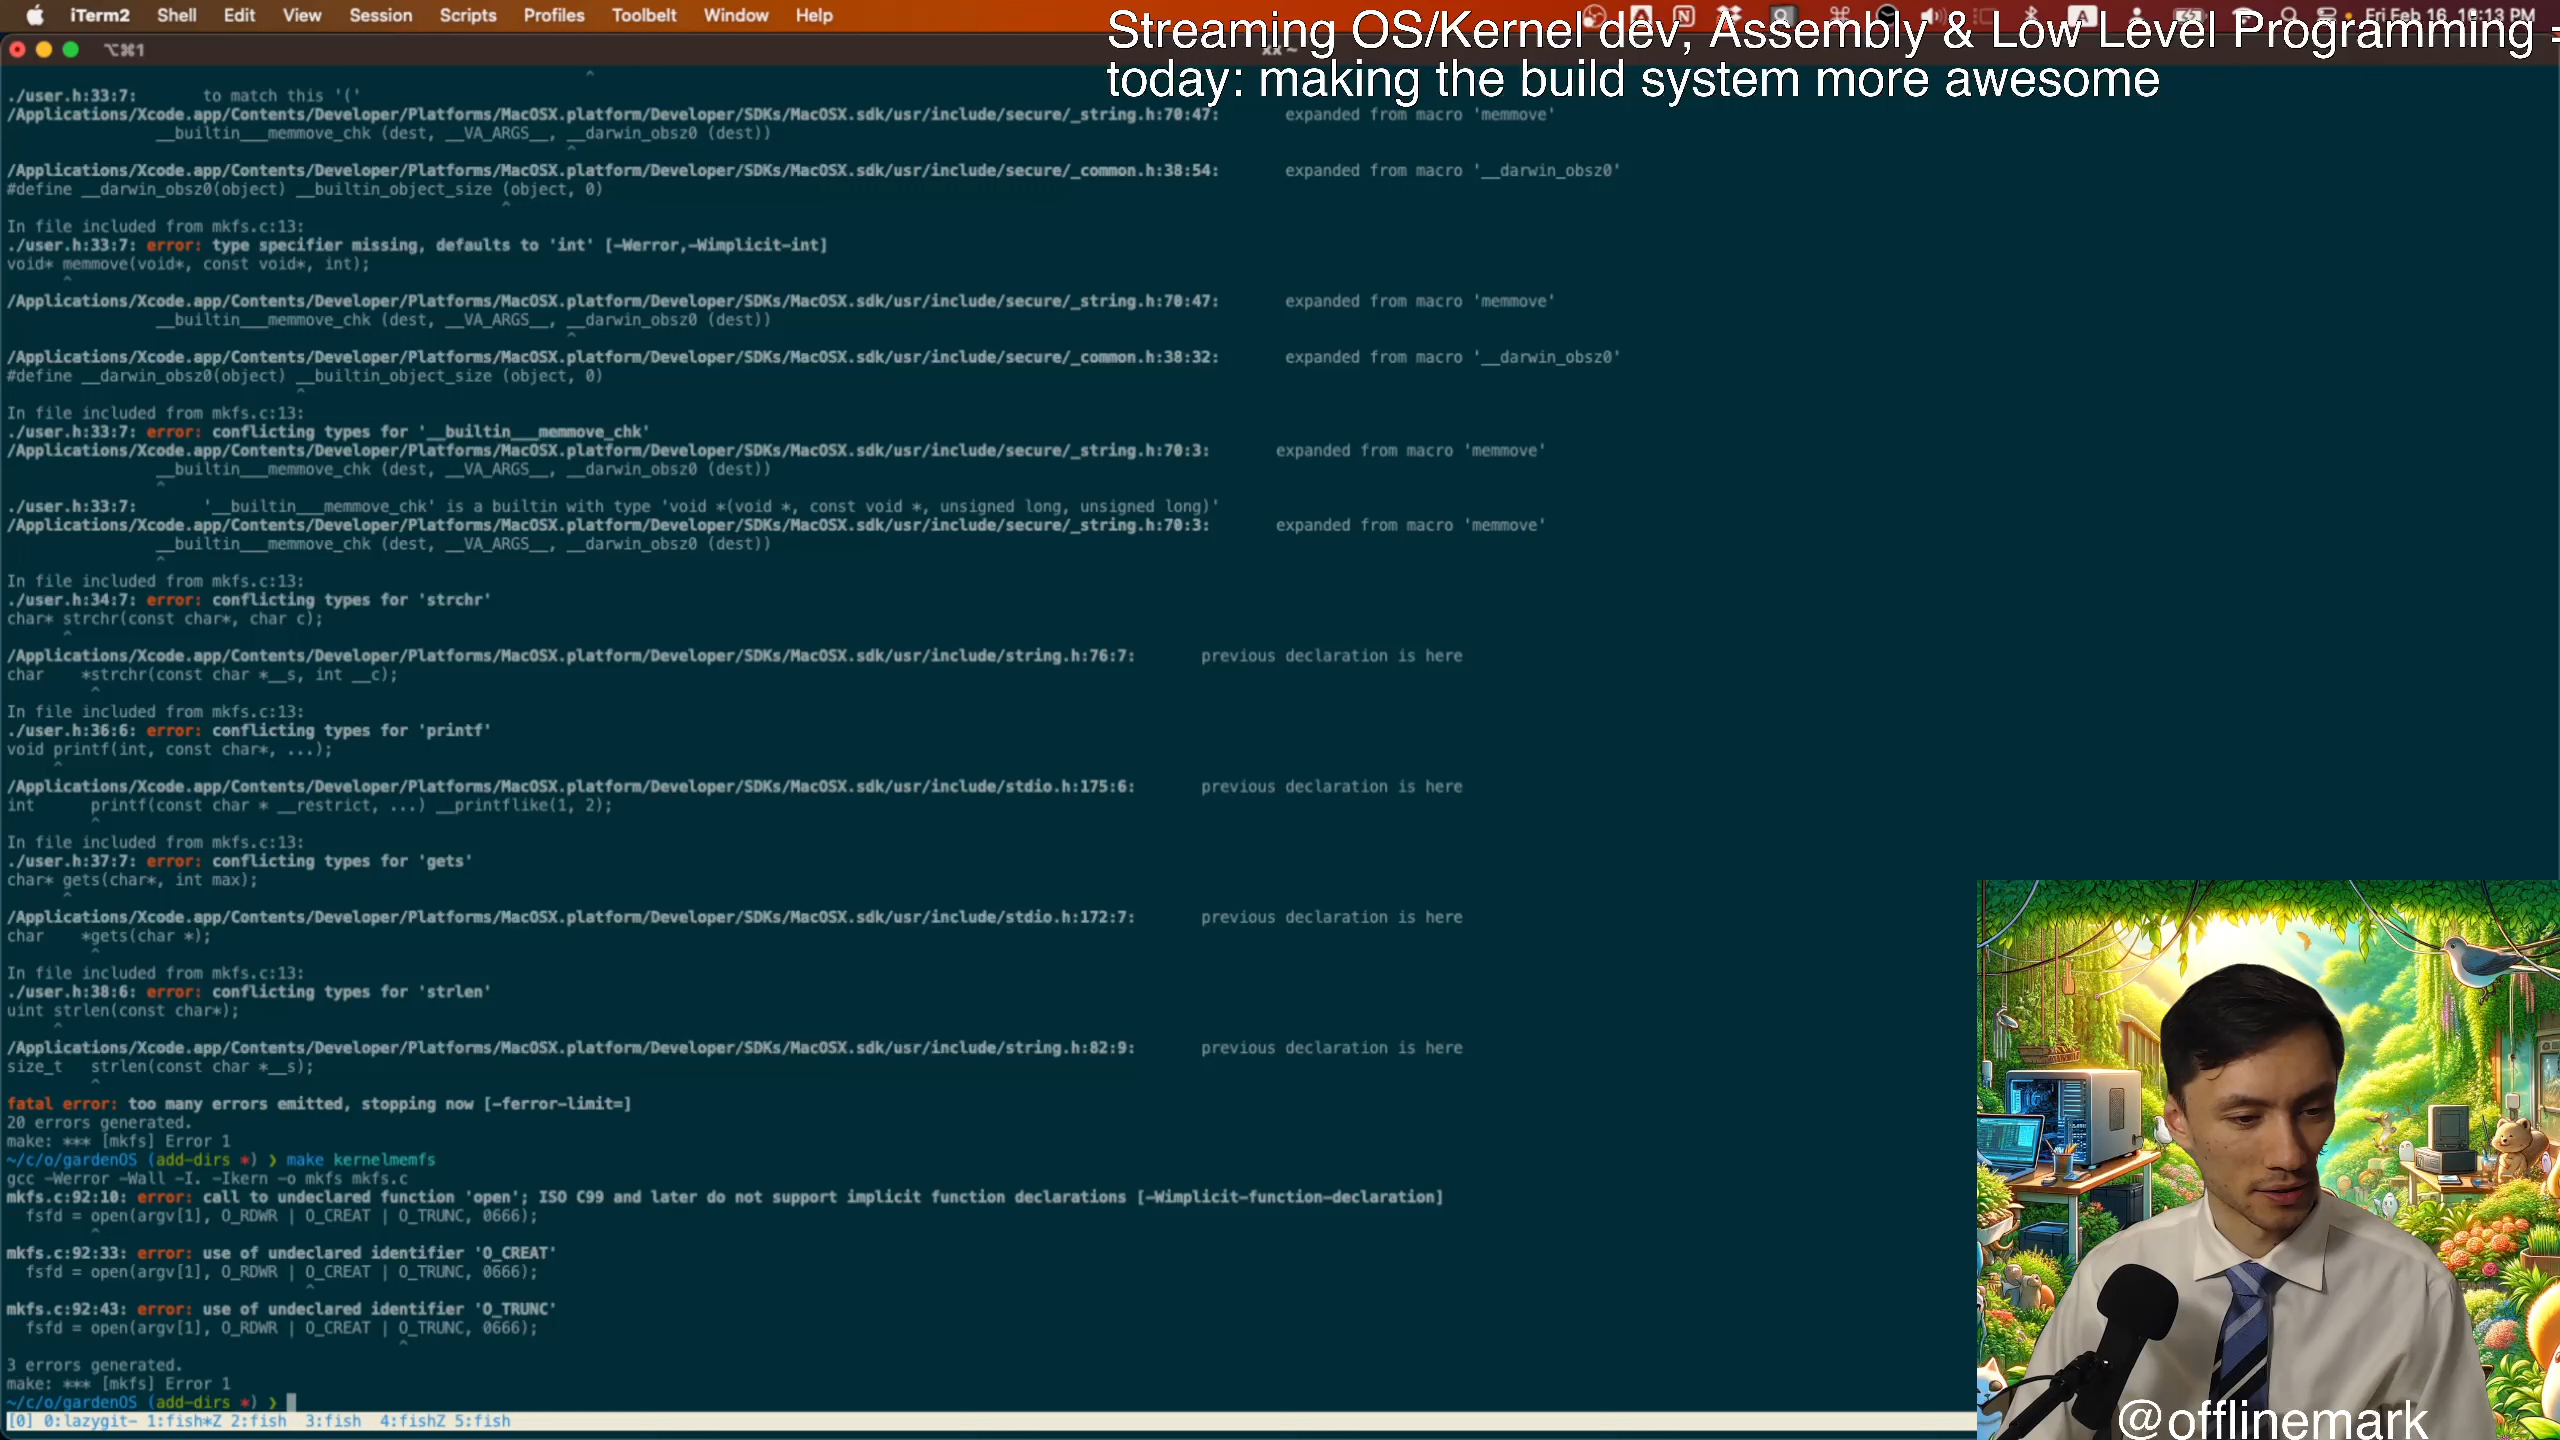 iTerm2 Shell Edit View Session Scripts Profiles Toolbelt Window Help
Fri Feb 16 PM
Streaming OS/Kernel dev, Assembly & Low Level Programming
today: making the build system more awesome
⌥⌘1
./user.h:33:7: to match this '('
/Applications/Xcode.app/Contents/Developer/Platforms/MacOSX.platform/Developer/SDKs/MacOSX.sdk/usr/include/secure/_string.h:70:47: expanded from macro 'memmove'
__builtin___memmove_chk (dest, __VA_ARGS__, __darwin_obsz0 (dest))
^
/Applications/Xcode.app/Contents/Developer/Platforms/MacOSX.platform/Developer/SDKs/MacOSX.sdk/usr/include/secure/_common.h:38:54: expanded from macro '__darwin_obsz0'
#define __darwin_obsz0(object) __builtin_object_size (object, 0)
^
In file included from mkfs.c:13:
./user.h:33:7: error: type specifier missing, defaults to 'int' [-Werror,-Wimplicit-int]
void* memmove(void*, const void*, int);
^
/Applications/Xcode.app/Contents/Developer/Platforms/MacOSX.platform/Developer/SDKs/MacOSX.sdk/usr/include/secure/_string.h:70:47: expanded from macro 'memmove'
__builtin___memmove_chk (dest, __VA_ARGS__, __darwin_obsz0 (dest))
^
/Applications/Xcode.app/Contents/Developer/Platforms/MacOSX.platform/Developer/SDKs/MacOSX.sdk/usr/include/secure/_common.h:38:32: expanded from macro '__darwin_obsz0'
#define __darwin_obsz0(object) __builtin_object_size (object, 0)
^
In file included from mkfs.c:13:
./user.h:33:7: error: conflicting types for '__builtin___memmove_chk'
/Applications/Xcode.app/Contents/Developer/Platforms/MacOSX.platform/Developer/SDKs/MacOSX.sdk/usr/include/secure/_string.h:70:3: expanded from macro 'memmove'
__builtin___memmove_chk (dest, __VA_ARGS__, __darwin_obsz0 (dest))
^
./user.h:33:7: '__builtin___memmove_chk' is a builtin with type 'void *(void *, const void *, unsigned long, unsigned long)'
/Applications/Xcode.app/Contents/Developer/Platforms/MacOSX.platform/Developer/SDKs/MacOSX.sdk/usr/include/secure/_string.h:70:3: expanded from macro 'memmove'
__builtin___memmove_chk (dest, __VA_ARGS__, __darwin_obsz0 (dest))
^
In file included from mkfs.c:13:
./user.h:34:7: error: conflicting types for 'strchr'
char* strchr(const char*, char c);
^
/Applications/Xcode.app/Contents/Developer/Platforms/MacOSX.platform/Developer/SDKs/MacOSX.sdk/usr/include/string.h:76:7: previous declaration is here
char *strchr(const char *__s, int __c);
^
In file included from mkfs.c:13:
./user.h:36:6: error: conflicting types for 'printf'
void printf(int, const char*, ...);
^
/Applications/Xcode.app/Contents/Developer/Platforms/MacOSX.platform/Developer/SDKs/MacOSX.sdk/usr/include/stdio.h:175:6: previous declaration is here
int printf(const char * __restrict, ...) __printflike(1, 2);
^
In file included from mkfs.c:13:
./user.h:37:7: error: conflicting types for 'gets'
char* gets(char*, int max);
^
/Applications/Xcode.app/Contents/Developer/Platforms/MacOSX.platform/Developer/SDKs/MacOSX.sdk/usr/include/stdio.h:172:7: previous declaration is here
char *gets(char *);
^
In file included from mkfs.c:13:
./user.h:38:6: error: conflicting types for 'strlen'
uint strlen(const char*);
^
/Applications/Xcode.app/Contents/Developer/Platforms/MacOSX.platform/Developer/SDKs/MacOSX.sdk/usr/include/string.h:82:9: previous declaration is here
size_t strlen(const char *__s);
^
fatal error: too many errors emitted, stopping now [-ferror-limit=]
20 errors generated.
make: *** [mkfs] Error 1
~/c/o/gardenOS (add-dirs *) ❯ make kernelmemfs
gcc -Werror -Wall -I. -Ikern -o mkfs mkfs.c
mkfs.c:92:10: error: call to undeclared function 'open'; ISO C99 and later do not support implicit function declarations [-Wimplicit-function-declaration]
fsfd = open(argv[1], O_RDWR | O_CREAT | O_TRUNC, 0666);
^
mkfs.c:92:33: error: use of undeclared identifier 'O_CREAT'
fsfd = open(argv[1], O_RDWR | O_CREAT | O_TRUNC, 0666);
^
mkfs.c:92:43: error: use of undeclared identifier 'O_TRUNC'
fsfd = open(argv[1], O_RDWR | O_CREAT | O_TRUNC, 0666);
^
3 errors generated.
make: *** [mkfs] Error 1
~/c/o/gardenOS (add-dirs *) ❯
[0] 0:lazygit- 1:fish*Z 2:fish 3:fish 4:fishZ 5:fish
@offlinemark